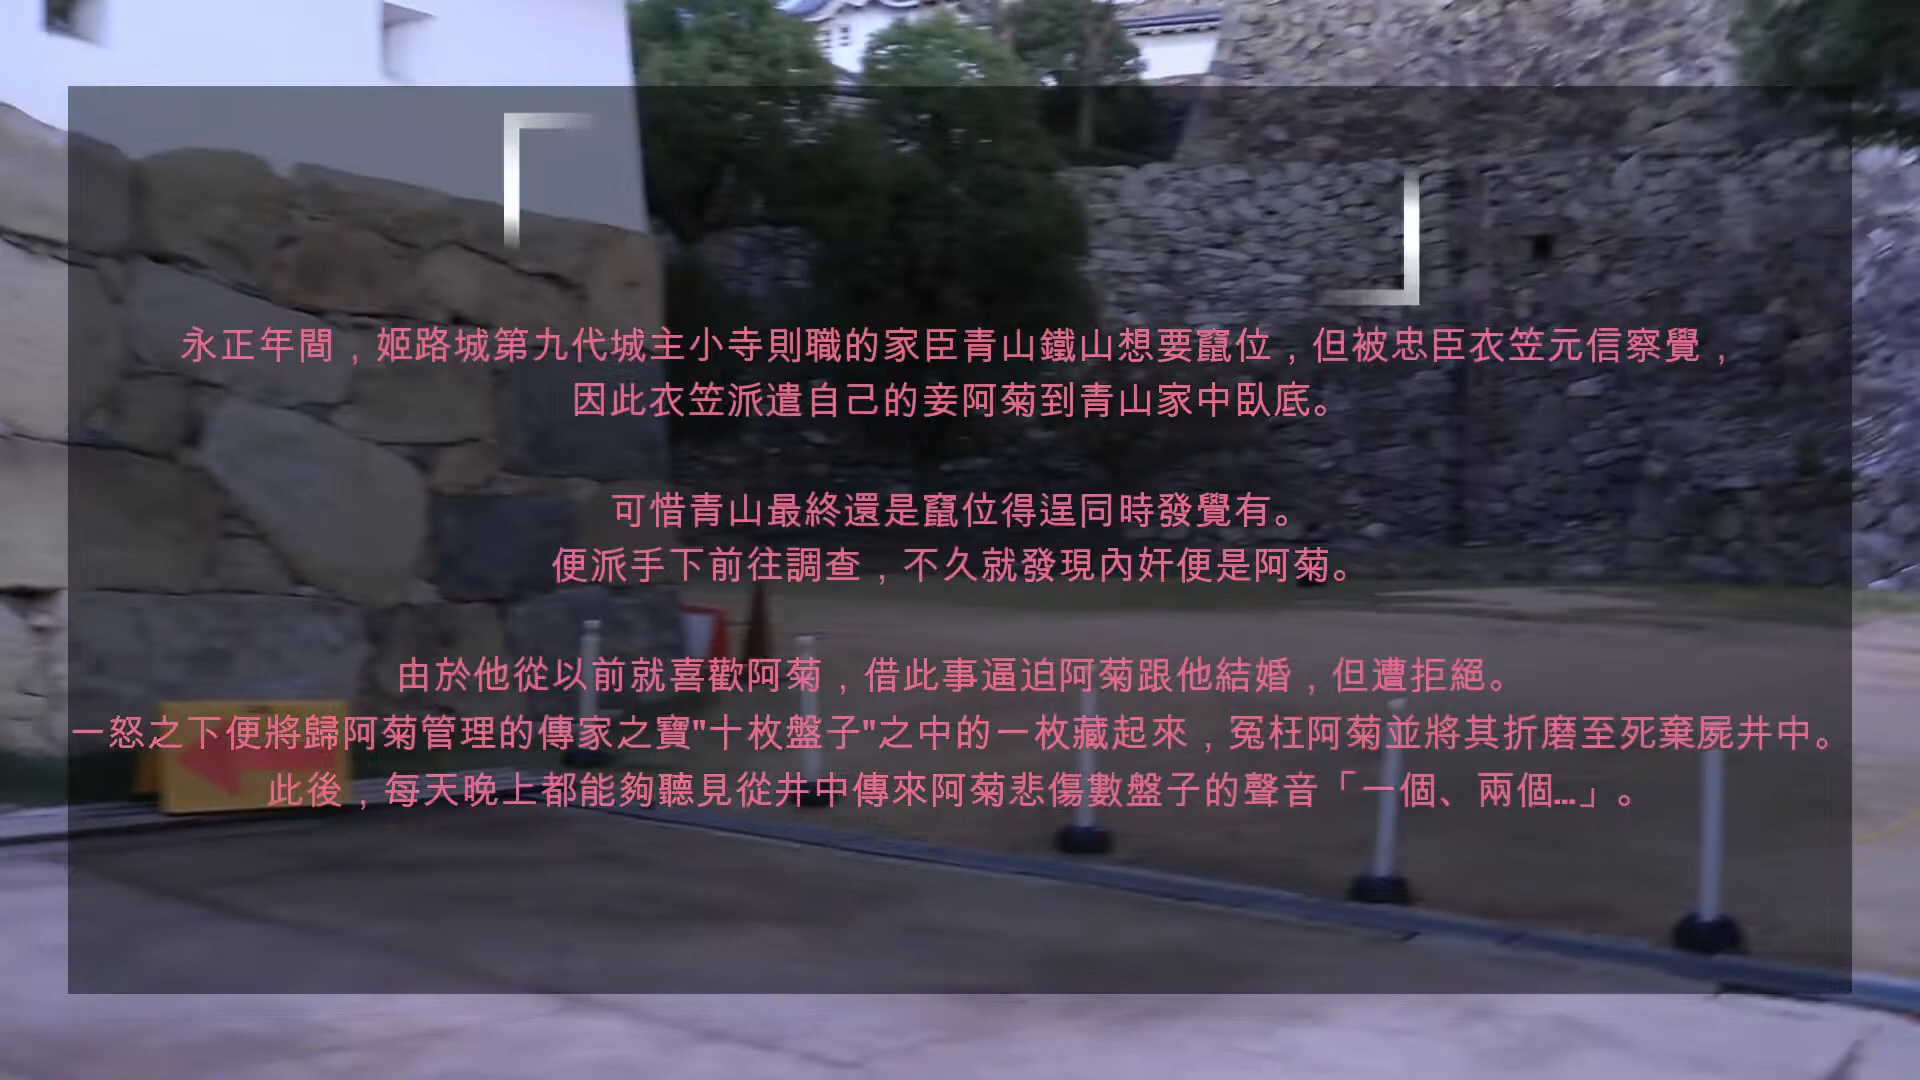 永正年間，姬路城第九代城主小寺則職的家臣青山鐵山想要竄位，但被忠臣衣笠元信察覺，
因此衣笠派遣自己的妾阿菊到青山家中臥底。
可惜青山最終還是竄位得逞同時發覺有。
便派手下前往調查，不久就發現內奸便是阿菊。
由於他從以前就喜歡阿菊，借此事逼迫阿菊跟他結婚，但遭拒絕。
一怒之下便將歸阿菊管理的傳家之寶"十枚盤子"之中的一枚藏起來，冤枉阿菊並將其折磨至死棄屍井中。
此後，每天晚上都能夠聽見從井中傳來阿菊悲傷數盤子的聲音「一個、兩個...」。